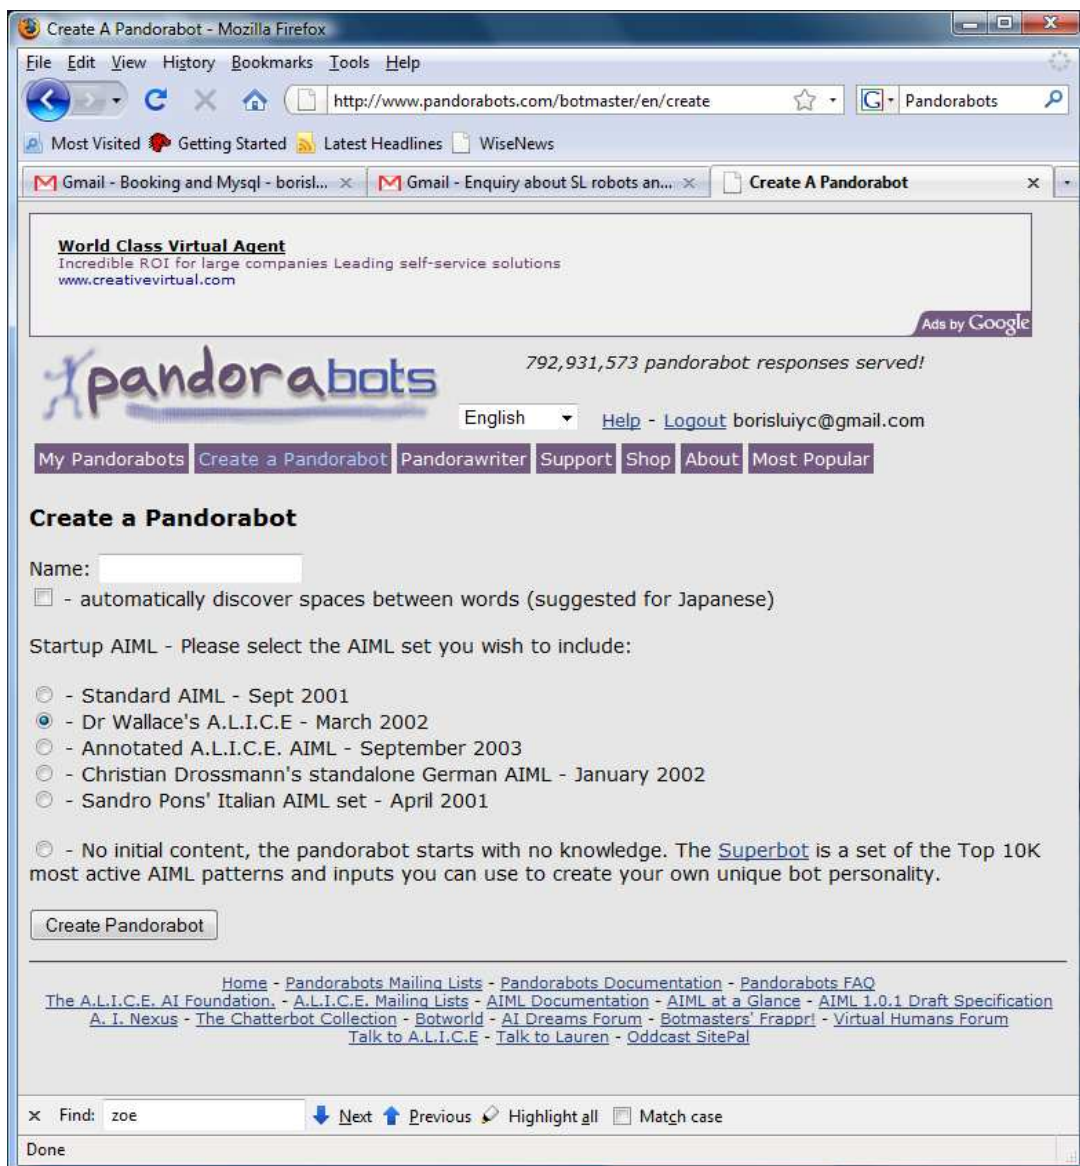 Create A Pandorabot - Mozilla Firefox
File Edit View History Bookmarks Tools Help
http://www.pandorabots.com/botmaster/en/create G Pandorabots
Most Visited Getting Started Latest Headlines WiseNews
Gmail - Booking and Mysql - borisl... Gmail - Enquiry about SL robots an... Create A Pandorabot
World Class Virtual Agent
Incredible ROI for large companies Leading self-service solutions
www.creativevirtual.com
Ads by Google
pandorabots
792,931,573 pandorabot responses served!
English Help - Logout borisluiyc@gmail.com
My Pandorabots Create a Pandorabot Pandorawriter Support Shop About Most Popular
Create a Pandorabot
Name:
- automatically discover spaces between words (suggested for Japanese)
Startup AIML - Please select the AIML set you wish to include:
- Standard AIML - Sept 2001
- Dr Wallace's A.L.I.C.E - March 2002
- Annotated A.L.I.C.E. AIML - September 2003
- Christian Drossmann's standalone German AIML - January 2002
- Sandro Pons' Italian AIML set - April 2001
- No initial content, the pandorabot starts with no knowledge. The Superbot is a set of the Top 10K
most active AIML patterns and inputs you can use to create your own unique bot personality.
Create Pandorabot
Home - Pandorabots Mailing Lists - Pandorabots Documentation - Pandorabots FAQ
The A.L.I.C.E. AI Foundation. - A.L.I.C.E. Mailing Lists - AIML Documentation - AIML at a Glance - AIML 1.0.1 Draft Specification
A. I. Nexus - The Chatterbot Collection - Botworld - AI Dreams Forum - Botmasters' Frappr! - Virtual Humans Forum
Talk to A.L.I.C.E - Talk to Lauren - Oddcast SitePal
Find: zoe Next Previous Highlight all Match case
Done